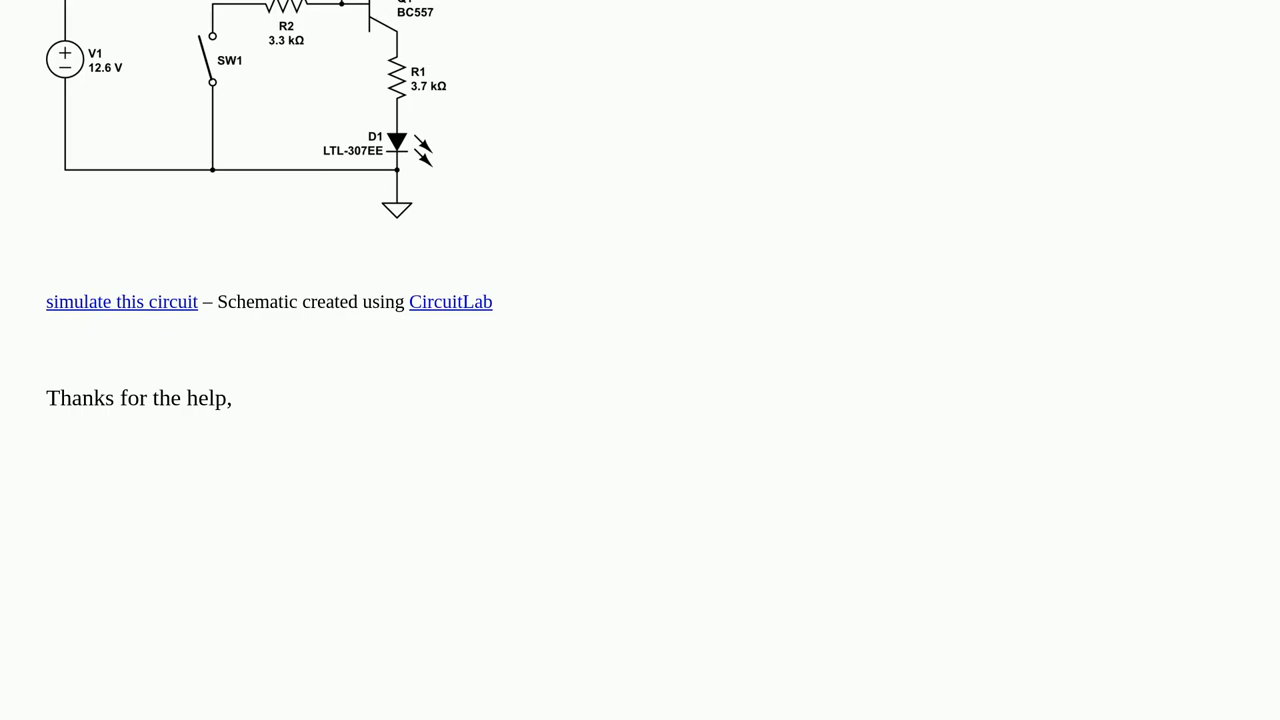 BC557
R2
3.3 kΩ
V1
12.6 V
SW1
R1
3.7 kΩ
D1
LTL-307EE
simulate this circuit – Schematic created using CircuitLab
Thanks for the help,